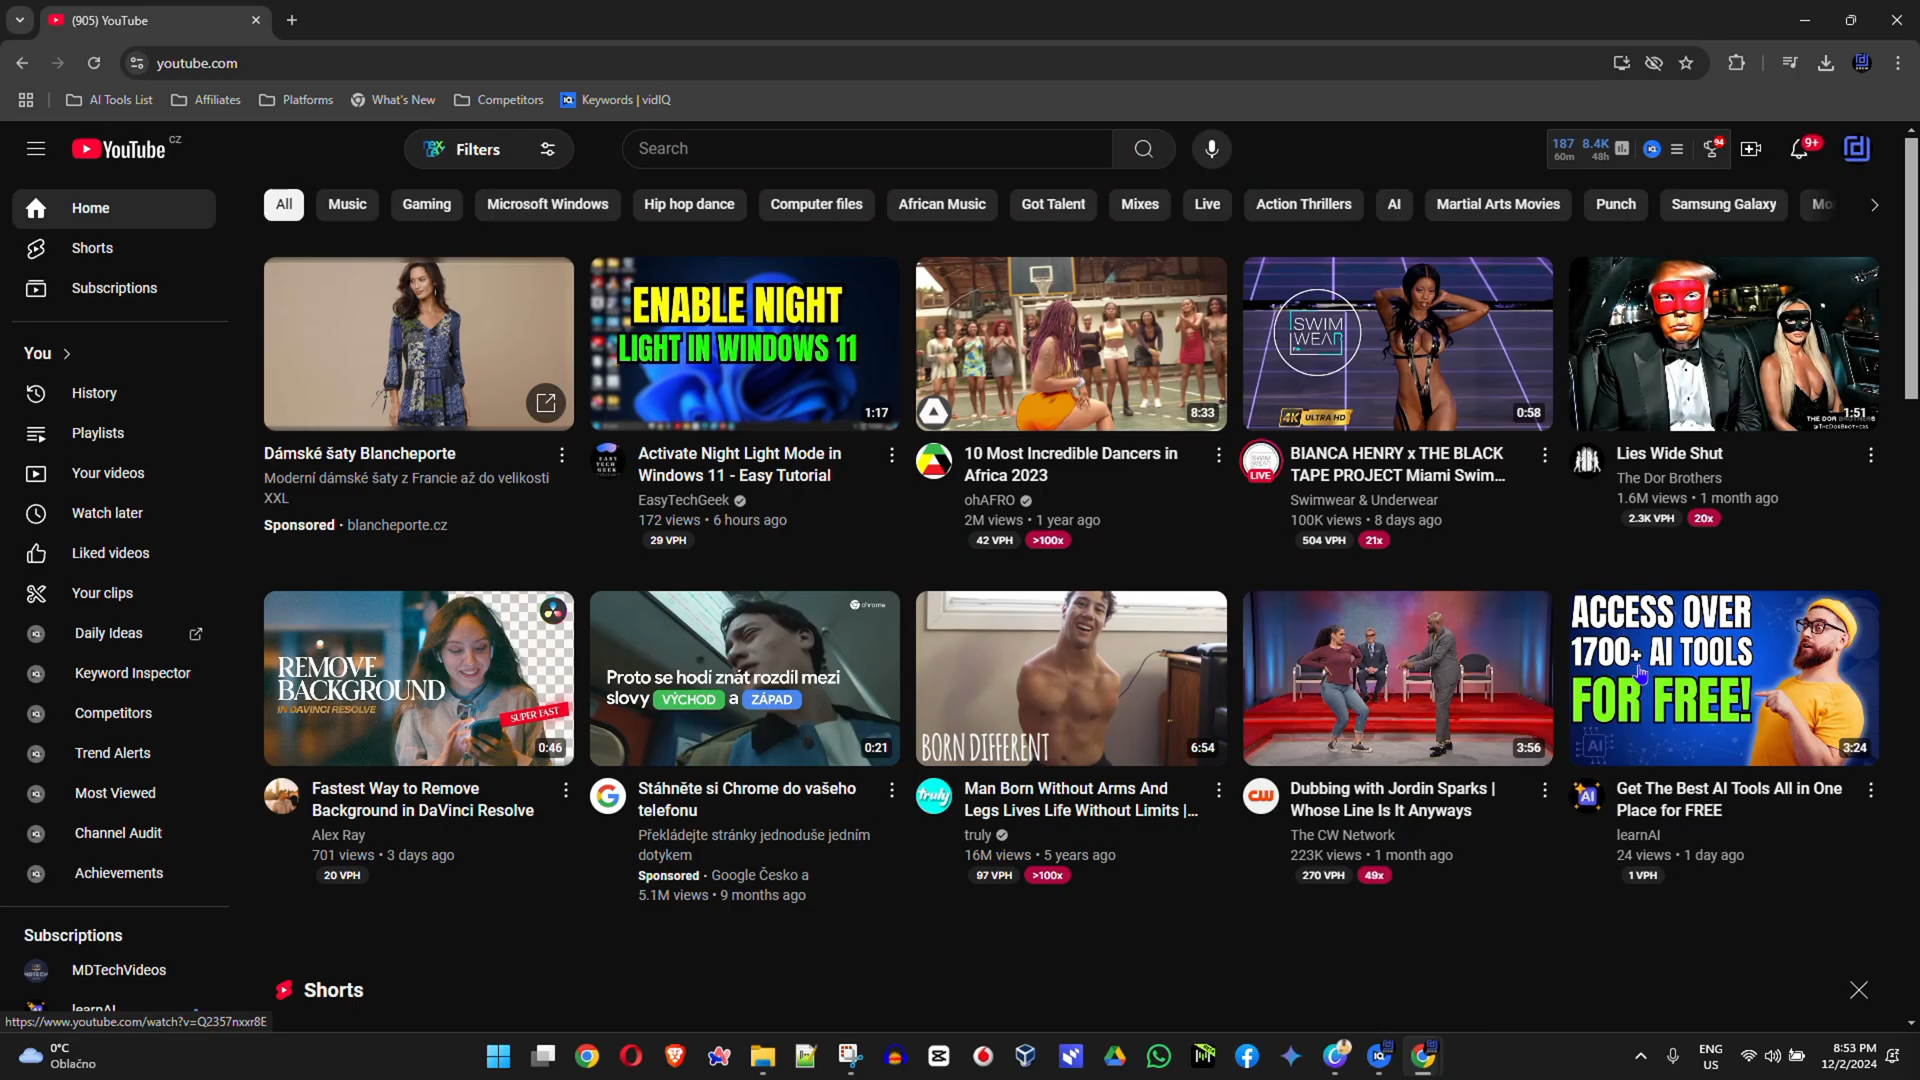 (905) YouTube
youtube.com
AI Tools List
Affiliates
Platforms
What's New
Competitors
Keywords | vidIQ
YouTube CZ
Filters
Search
187 8.4K
60m 48h
94
9+
Home
Shorts
Subscriptions
You
History
Playlists
Your videos
Watch later
Liked videos
Your clips
Daily Ideas
Keyword Inspector
Competitors
Trend Alerts
Most Viewed
Channel Audit
Achievements
Subscriptions
MDTechVideos
learnAI
https://www.youtube.com/watch?v=Q2357nxxr8E
All
Music
Gaming
Microsoft Windows
Hip hop dance
Computer files
African Music
Got Talent
Mixes
Live
Action Thrillers
AI
Martial Arts Movies
Punch
Samsung Galaxy
Dámské šaty Blancheporte
Moderní dámské šaty z Francie až do velikosti
XXL
Sponsored · blancheporte.cz
ENABLE NIGHT
LIGHT IN WINDOWS 11
1:17
EASY
TECH
GEEK
Activate Night Light Mode in
Windows 11 - Easy Tutorial
EasyTechGeek
172 views • 6 hours ago
29 VPH
8:33
10 Most Incredible Dancers in
Africa 2023
ohAFRO
2M views • 1 year ago
42 VPH >100x
SWIM
WEAR
4K ULTRA HD
0:58
LIVE
BIANCA HENRY x THE BLACK
TAPE PROJECT Miami Swim...
Swimwear & Underwear
100K views • 8 days ago
504 VPH 21x
THE DOR BROTHERS
@THEDORBROTHERS
1:51
Lies Wide Shut
The Dor Brothers
1.6M views • 1 month ago
2.3K VPH 20x
REMOVE
BACKGROUND
IN DAVINCI RESOLVE
SUPER FAST
0:46
Fastest Way to Remove
Background in DaVinci Resolve
Alex Ray
701 views • 3 days ago
20 VPH
chrome
Proto se hodí znát rozdíl mezi
slovy VÝCHOD a ZÁPAD
0:21
Stáhněte si Chrome do vašeho
telefonu
Překládejte stránky jednoduše jedním
dotykem
Sponsored · Google Česko a
5.1M views • 9 months ago
BORN DIFFERENT
6:54
truly
Man Born Without Arms And
Legs Lives Life Without Limits |...
truly
16M views • 5 years ago
97 VPH >100x
3:56
CW
Dubbing with Jordin Sparks |
Whose Line Is It Anyways
The CW Network
223K views • 1 month ago
270 VPH 49x
ACCESS OVER
1700+ AI TOOLS
FOR FREE!
AI
3:24
AI
Get The Best AI Tools All in One
Place for FREE
learnAI
24 views • 1 day ago
1 VPH
Shorts
0°C
Oblačno
ENG
US
8:53 PM
12/2/2024